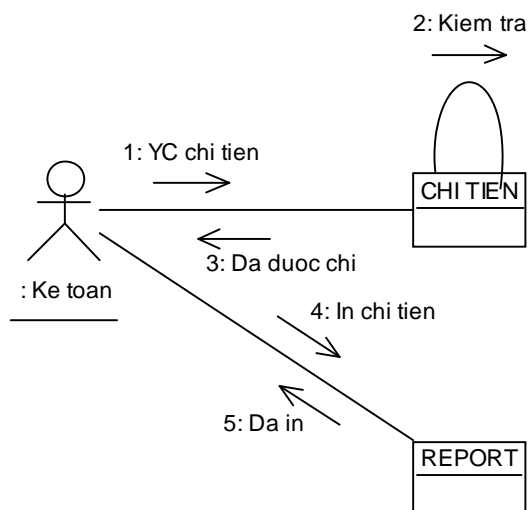 2: Kiem tra
1: YC chi tien
CHI TIEN
3: Da duoc chi
: Ke toan
4: In chi tien
5: Da in
REPORT